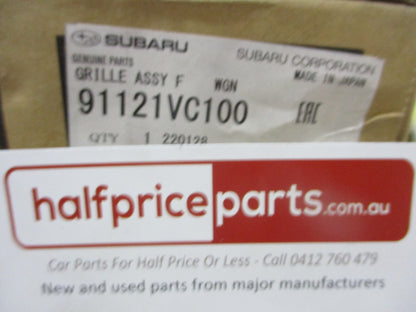 SUBARU
SUBARU CORPORATION
GENUINE PARTS
MADE IN JAPAN
GRILLE ASSY F WGN
91121VC100
EAC
QTY 1 220128
halfpriceparts.com.au
Car Parts For Half Price Or Less - Call 0412 760 479
New and used parts from major manufacturers